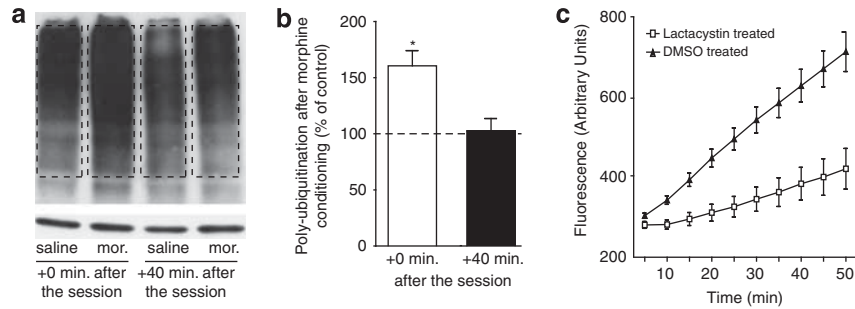 a
saline mor. saline mor.
+0 min. after +40 min. after
the session the session
b
Poly-ubiquitination after morphine
conditioning (% of control)
200
150
100
50
0
*
+0 min. +40 min.
after the session
c
Fluorescence (Arbitrary Units)
800
600
400
200
Lactacystin treated
DMSO treated
10 20 30 40 50
Time (min)